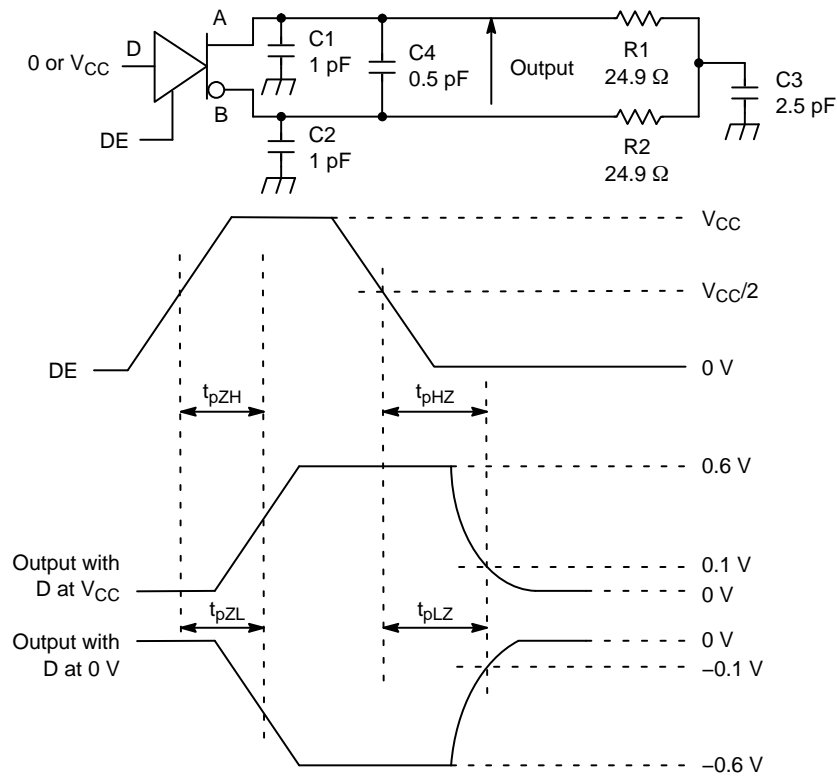 A
D
0 or VCC
B
DE
C1
1 pF
C2
1 pF
C4
0.5 pF
Output
R1
24.9 Ω
R2
24.9 Ω
C3
2.5 pF
VCC
VCC/2
DE
0 V
tpZH
tpHZ
0.6 V
Output with
D at VCC
0.1 V
0 V
tpZL
tpLZ
Output with
D at 0 V
0 V
−0.1 V
−0.6 V